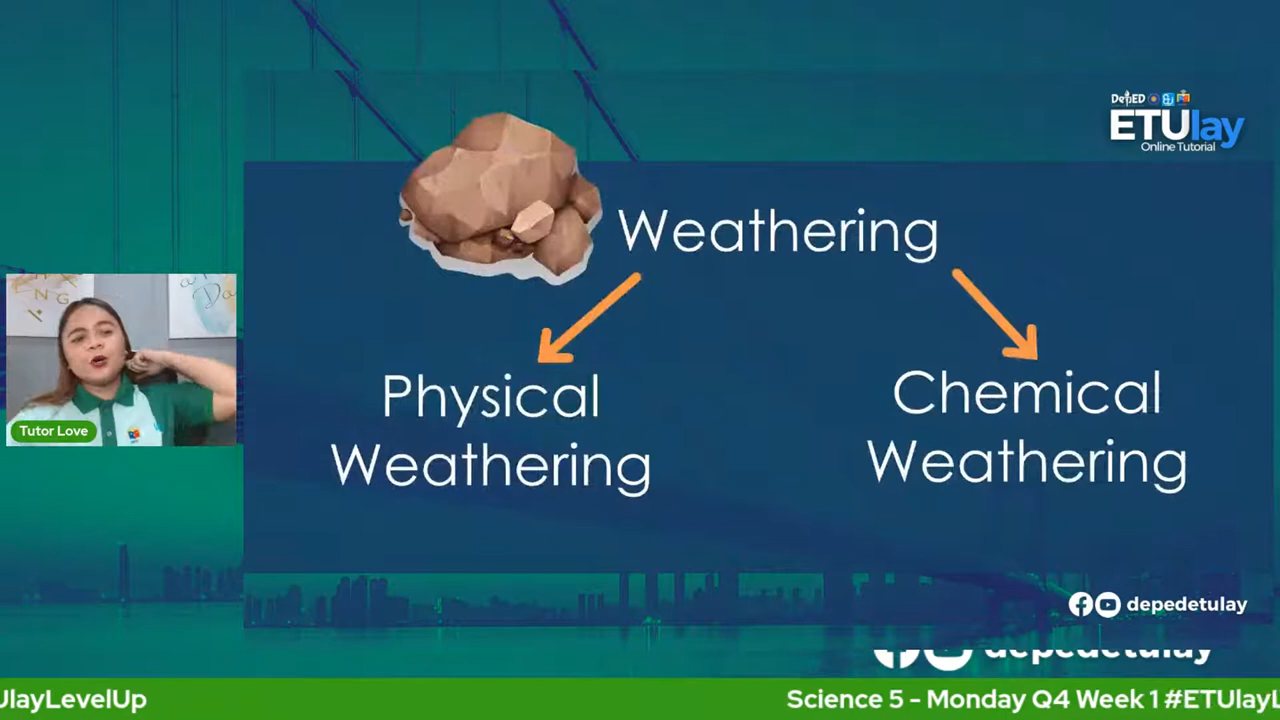 DepED
ETUlay
Online Tutorial
Weathering
Physical
Weathering
Chemical
Weathering
N G
Tutor Love
depedetulay
depedetulay
UlayLevelUp
Science 5 - Monday Q4 Week 1 #ETUlayL